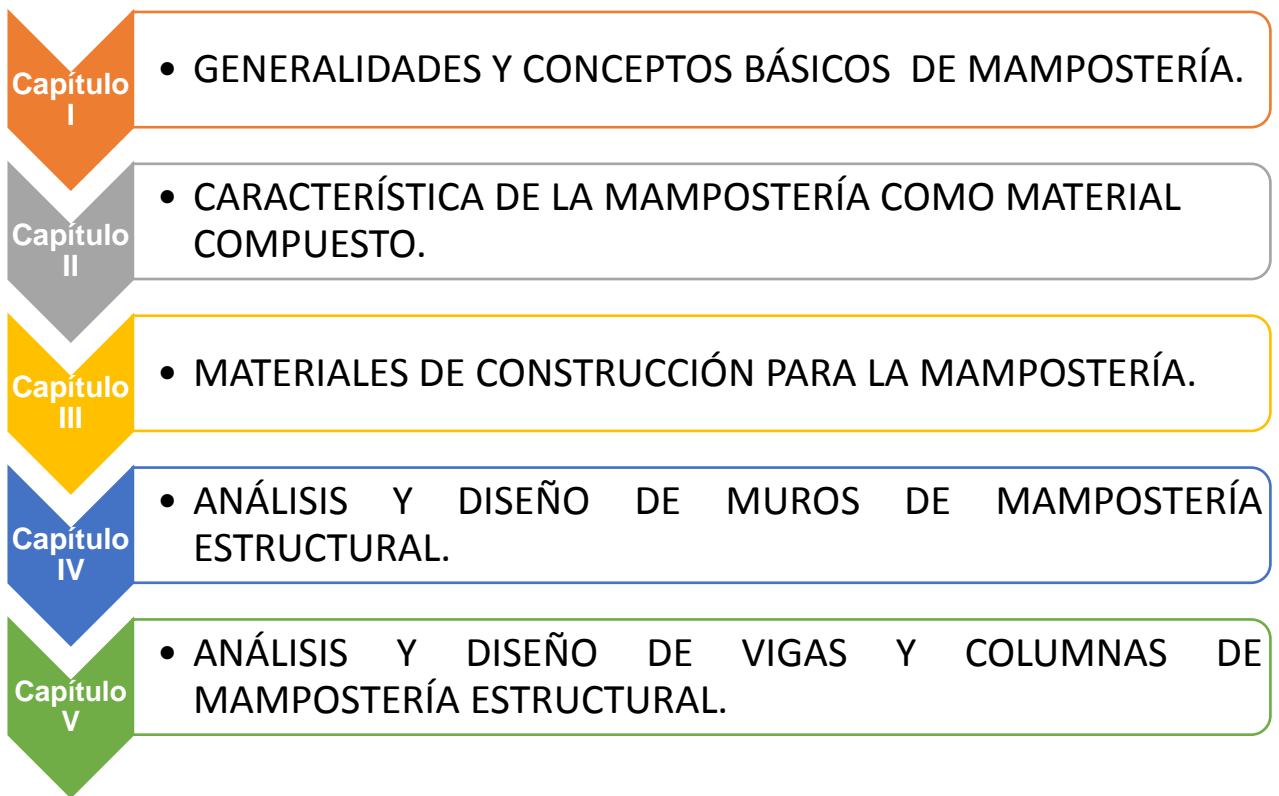 Capítulo
I
• GENERALIDADES Y CONCEPTOS BÁSICOS DE MAMPOSTERÍA.
Capítulo
II
• CARACTERÍSTICA DE LA MAMPOSTERÍA COMO MATERIAL
COMPUESTO.
Capítulo
III
• MATERIALES DE CONSTRUCCIÓN PARA LA MAMPOSTERÍA.
Capítulo
IV
• ANÁLISIS Y DISEÑO DE MUROS DE MAMPOSTERÍA
ESTRUCTURAL.
Capítulo
V
• ANÁLISIS Y DISEÑO DE VIGAS Y COLUMNAS DE
MAMPOSTERÍA ESTRUCTURAL.